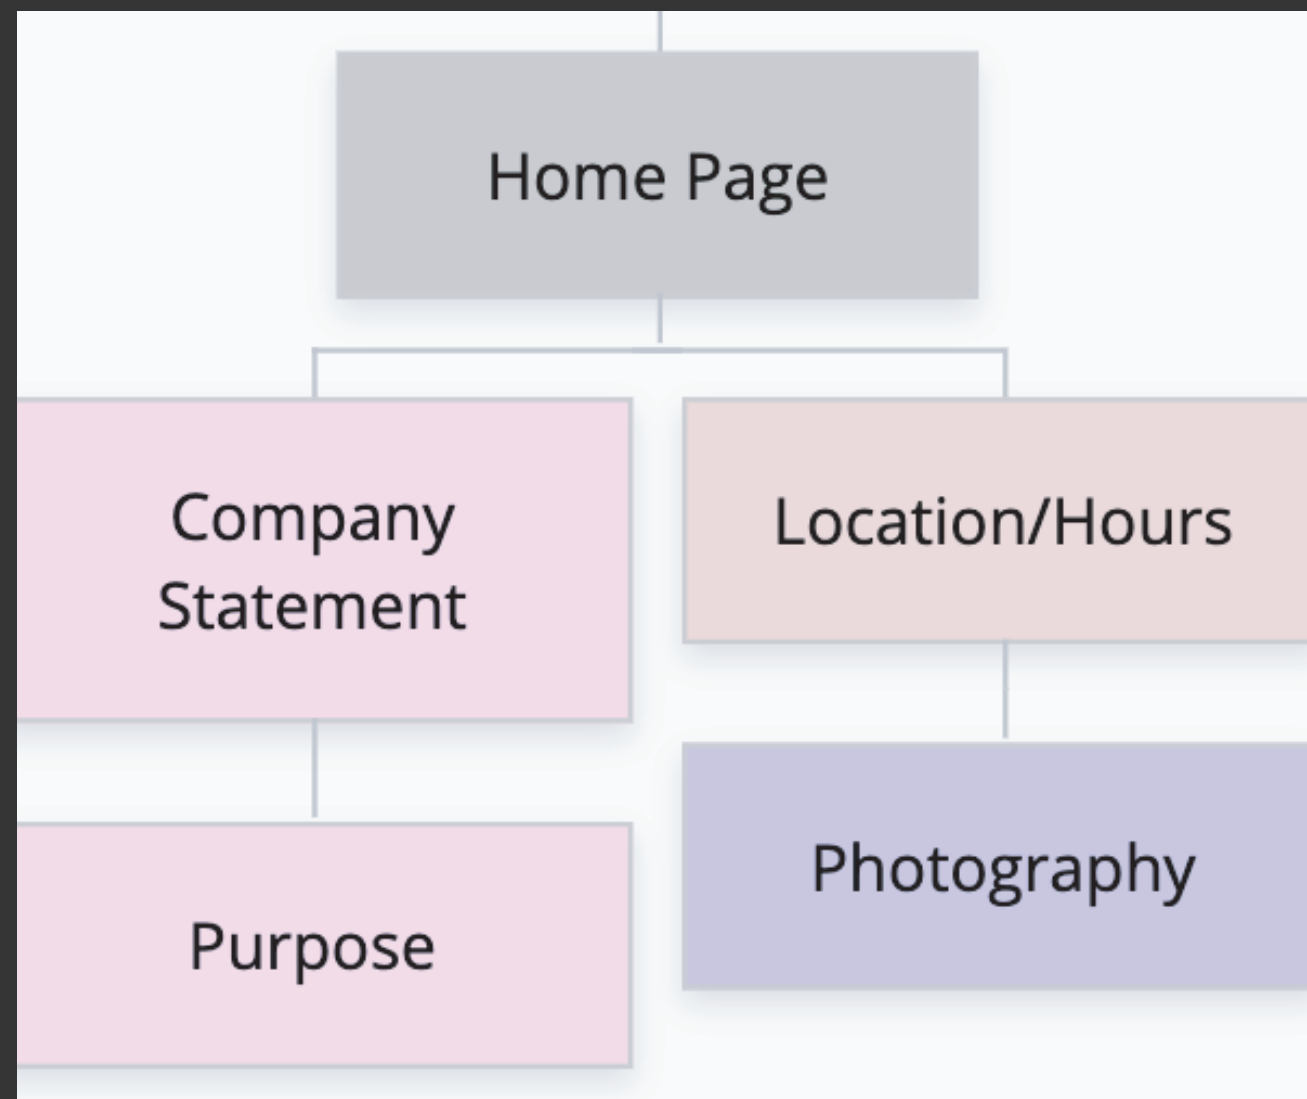 Home Page
Company
Statement
Location/Hours
Purpose
Photography